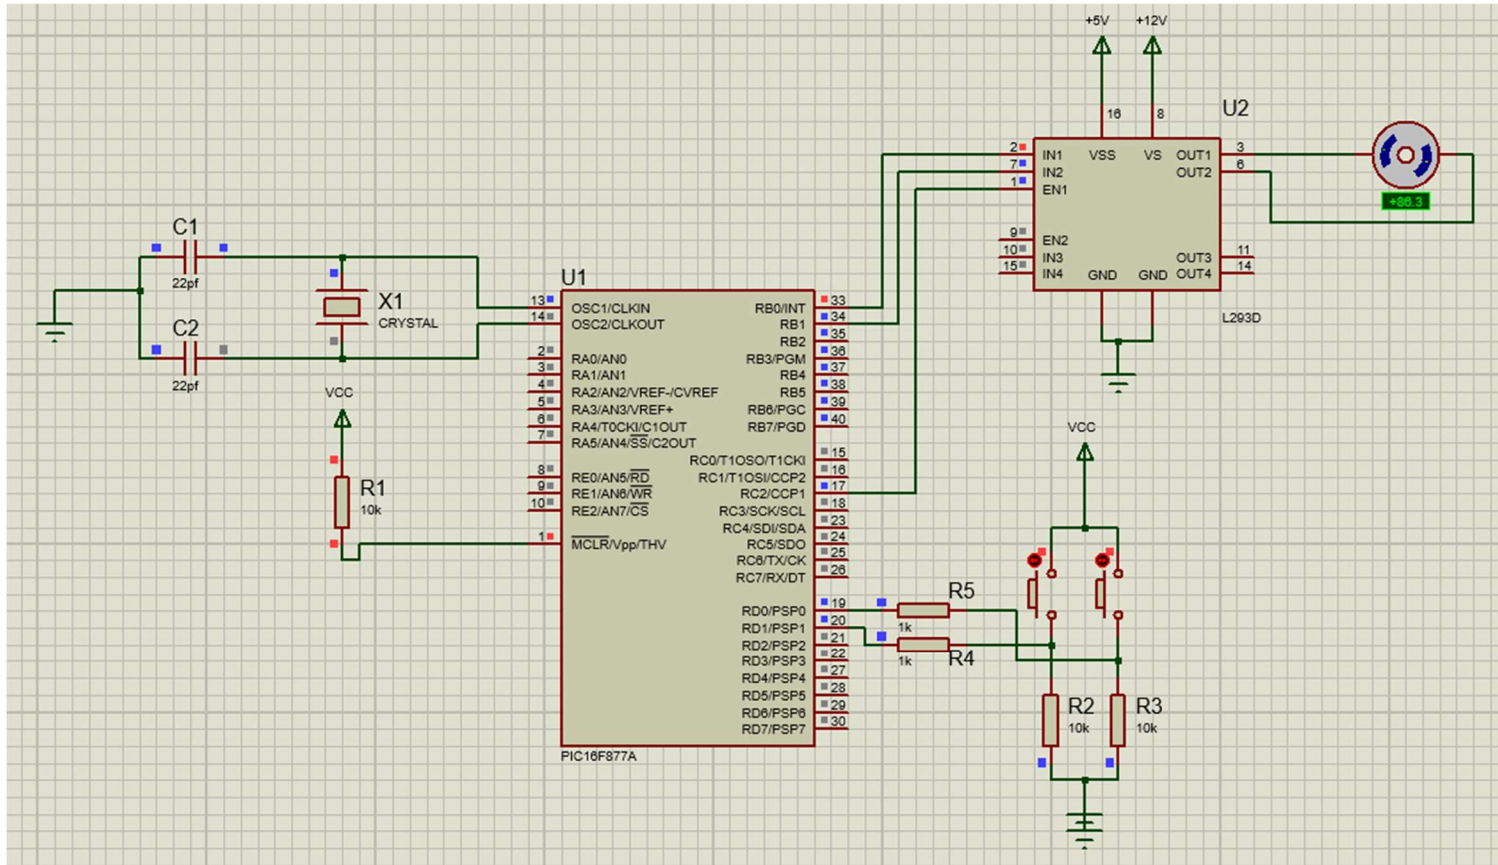 +5V +12V
U2
16 8
2 IN1 VSS VS OUT1 3
7 IN2 OUT2 6
1 EN1
+86.3
9 EN2
10 IN3 OUT3 11
15 IN4 GND GND OUT4 14
L293D
C1
22pf
X1
CRYSTAL
C2
22pf
VCC
R1
10k
U1
13 OSC1/CLKIN RB0/INT 33
14 OSC2/CLKOUT RB1 34
RB2 35
2 RA0/AN0 RB3/PGM 36
3 RA1/AN1 RB4 37
4 RA2/AN2/VREF-/CVREF RB5 38
5 RA3/AN3/VREF+ RB6/PGC 39
6 RA4/T0CKI/C1OUT RB7/PGD 40
7 RA5/AN4/SS/C2OUT
RC0/T1OSO/T1CKI 15
8 RE0/AN5/RD RC1/T1OSI/CCP2 16
9 RE1/AN6/WR RC2/CCP1 17
10 RE2/AN7/CS RC3/SCK/SCL 18
RC4/SDI/SDA 23
1 MCLR/Vpp/THV RC5/SDO 24
RC6/TX/CK 25
RC7/RX/DT 26
RD0/PSP0 19
RD1/PSP1 20
RD2/PSP2 21
RD3/PSP3 22
RD4/PSP4 27
RD5/PSP5 28
RD6/PSP6 29
RD7/PSP7 30
PIC16F877A
VCC
R5
1k
R4
1k
R2
10k
R3
10k